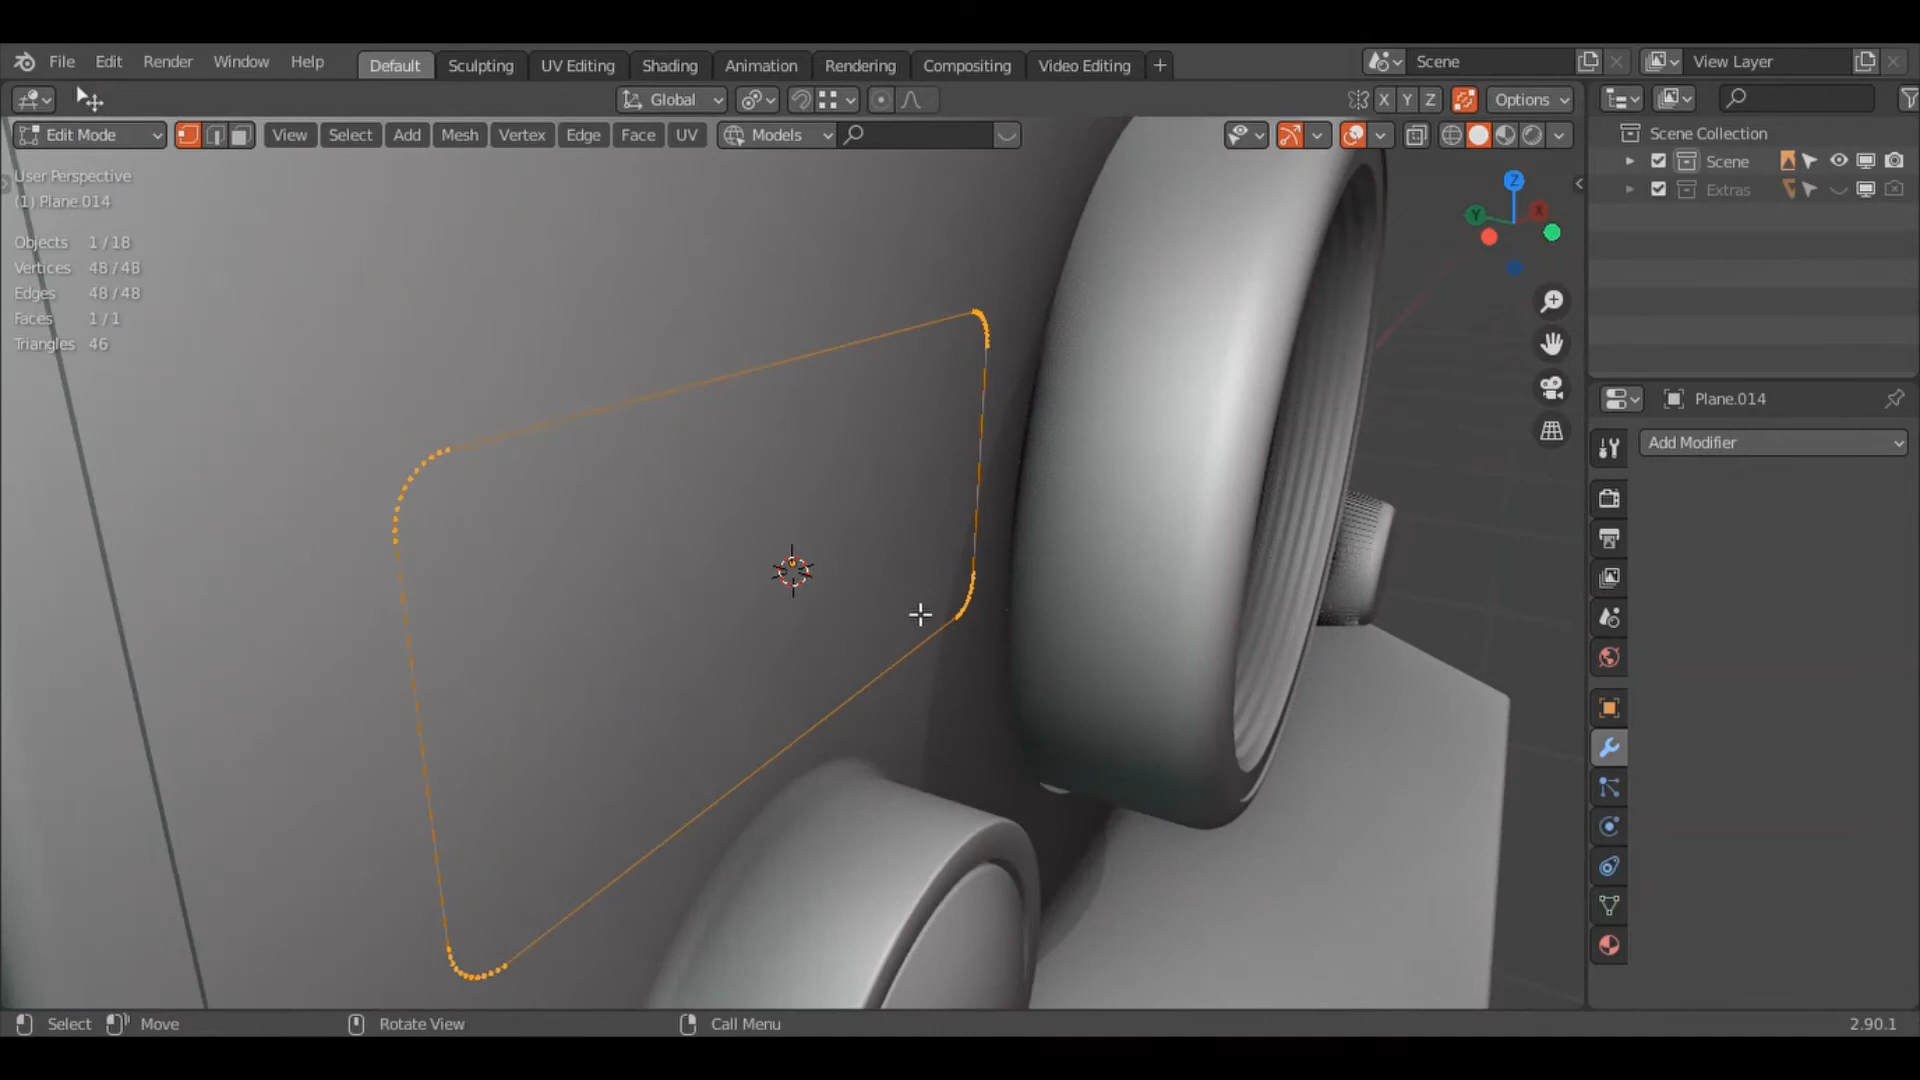 File Edit Render Window Help Default Sculpting UV Editing Shading Animation Rendering Compositing Video Editing + Scene View Layer
Global X Y Z Options
Edit Mode View Select Add Mesh Vertex Edge Face UV Models Scene Collection
Scene
Extras
User Perspective
(1) Plane.014
Objects 1 / 18
Vertices 48 / 48
Edges 48 / 48
Faces 1 / 1
Triangles 46
Z
Y X
Plane.014
Add Modifier
Select Move Rotate View Call Menu 2.90.1